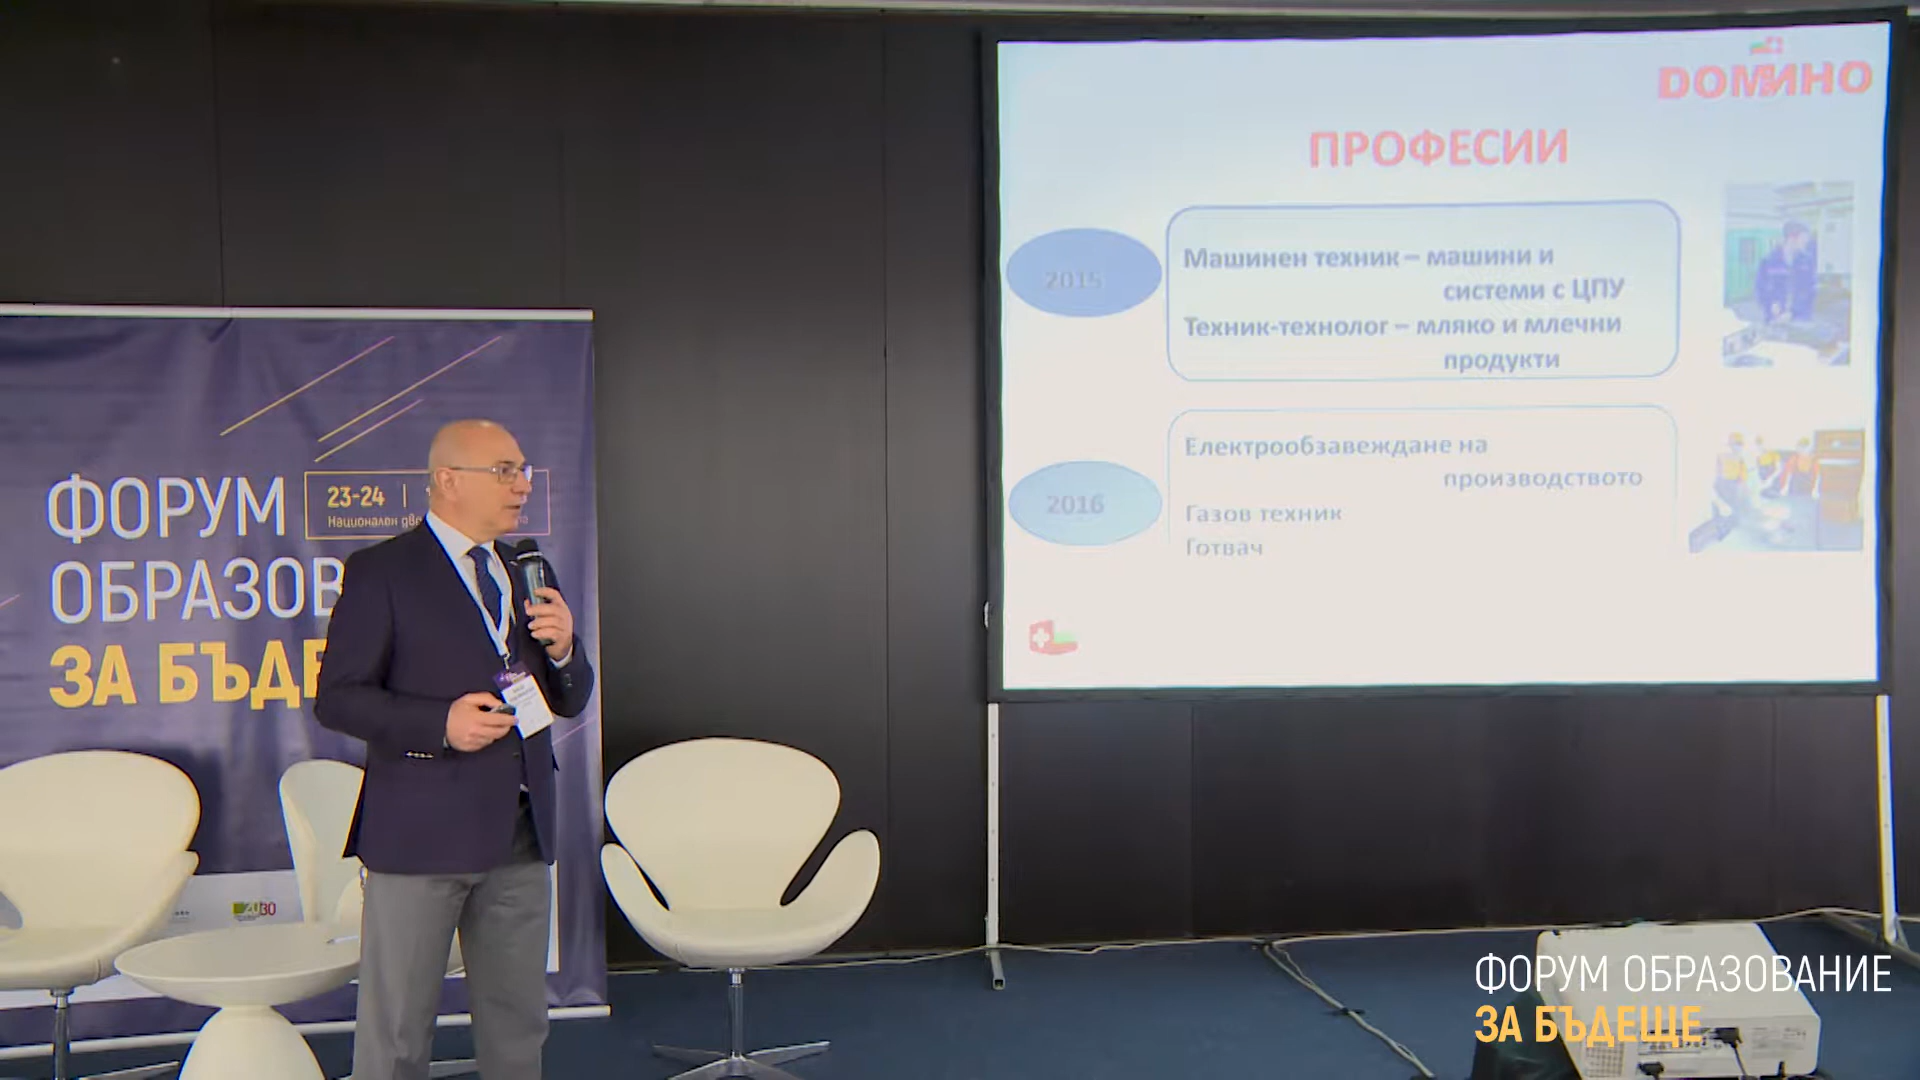 DOMИНО
ПРОФЕСИИ
2015
Машинен техник – машини и
системи с ЦПУ
Техник-технолог – мляко и млечни
продукти
2016
Електрообзавеждане на
производството
Газов техник
Готвач
ФОРУМ
23-24
Национален
ОБРАЗОВ
ЗА БЪДЕ
2030
ФОРУМ ОБРАЗОВАНИЕ
ЗА БЪДЕЩЕ